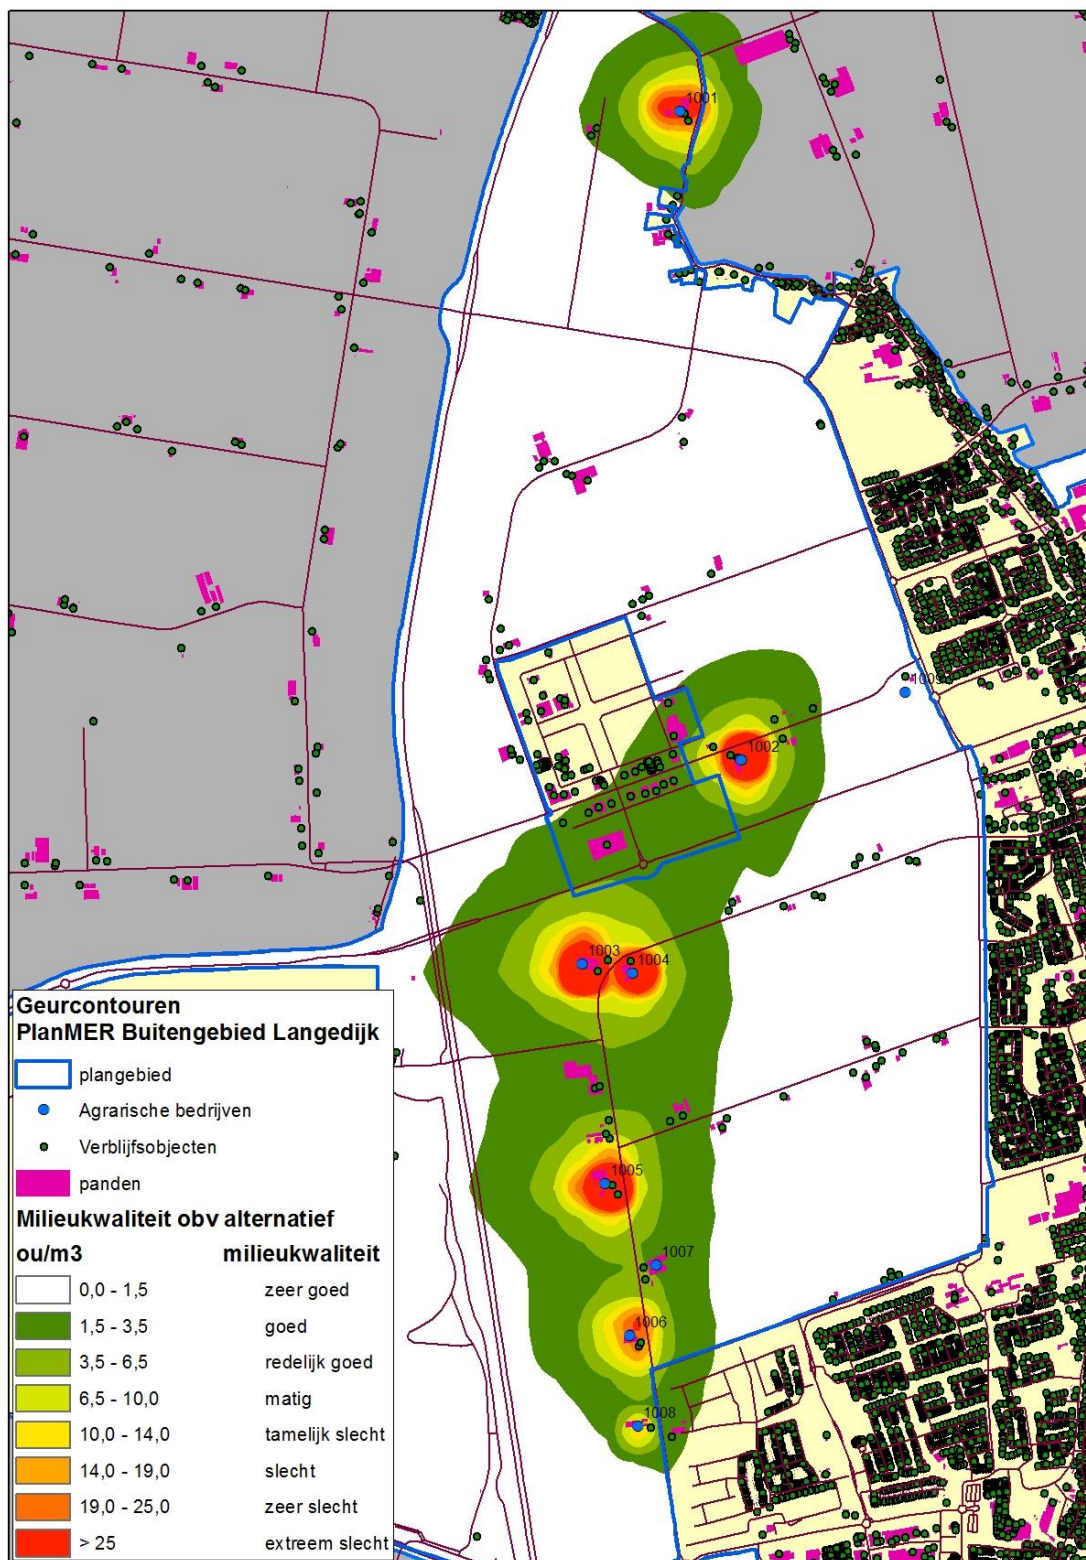 1001
1009
1002
1003
1004
1005
1007
1006
1008
Geurcontouren
PlanMER Buitengebied Langedijk
plangebied
Agrarische bedrijven
Verblijfsobjecten
panden
Milieukwaliteit obv alternatief
ou/m3 milieukwaliteit
0,0 - 1,5 zeer goed
1,5 - 3,5 goed
3,5 - 6,5 redelijk goed
6,5 - 10,0 matig
10,0 - 14,0 tamelijk slecht
14,0 - 19,0 slecht
19,0 - 25,0 zeer slecht
> 25 extreem slecht